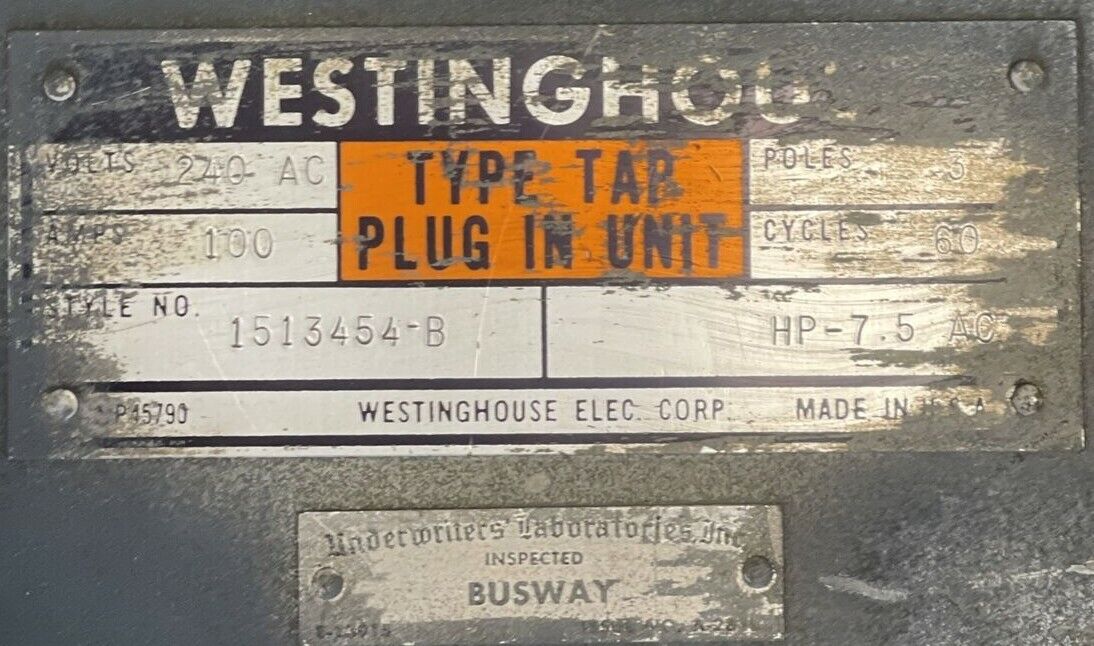 WESTINGHOU
VOLTS 240 AC
TYPE TAP
POLES 3
AMPS 100
PLUG IN UNIT
CYCLES 60
STYLE NO. 1513454-B
HP-7.5 AC
P45790 WESTINGHOUSE ELEC. CORP. MADE IN U.S.A.
Underwriters' Laboratories, Inc.
INSPECTED
BUSWAY